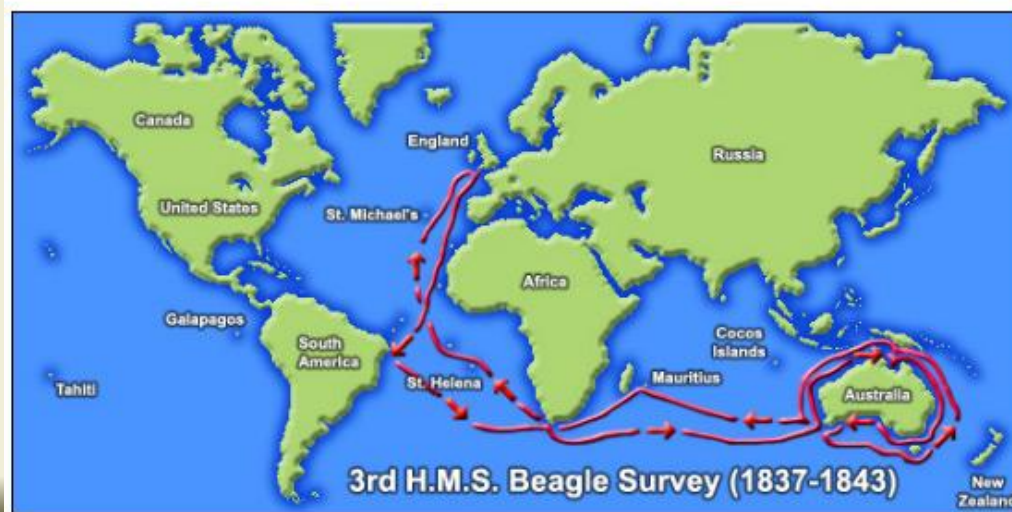 Canada
England
Russia
United States
St. Michael's
Africa
Galapagos
South
America
Cocos
Islands
Tahiti
St. Helena
Mauritius
Australia
3rd H.M.S. Beagle Survey (1837-1843)
New
Zealand